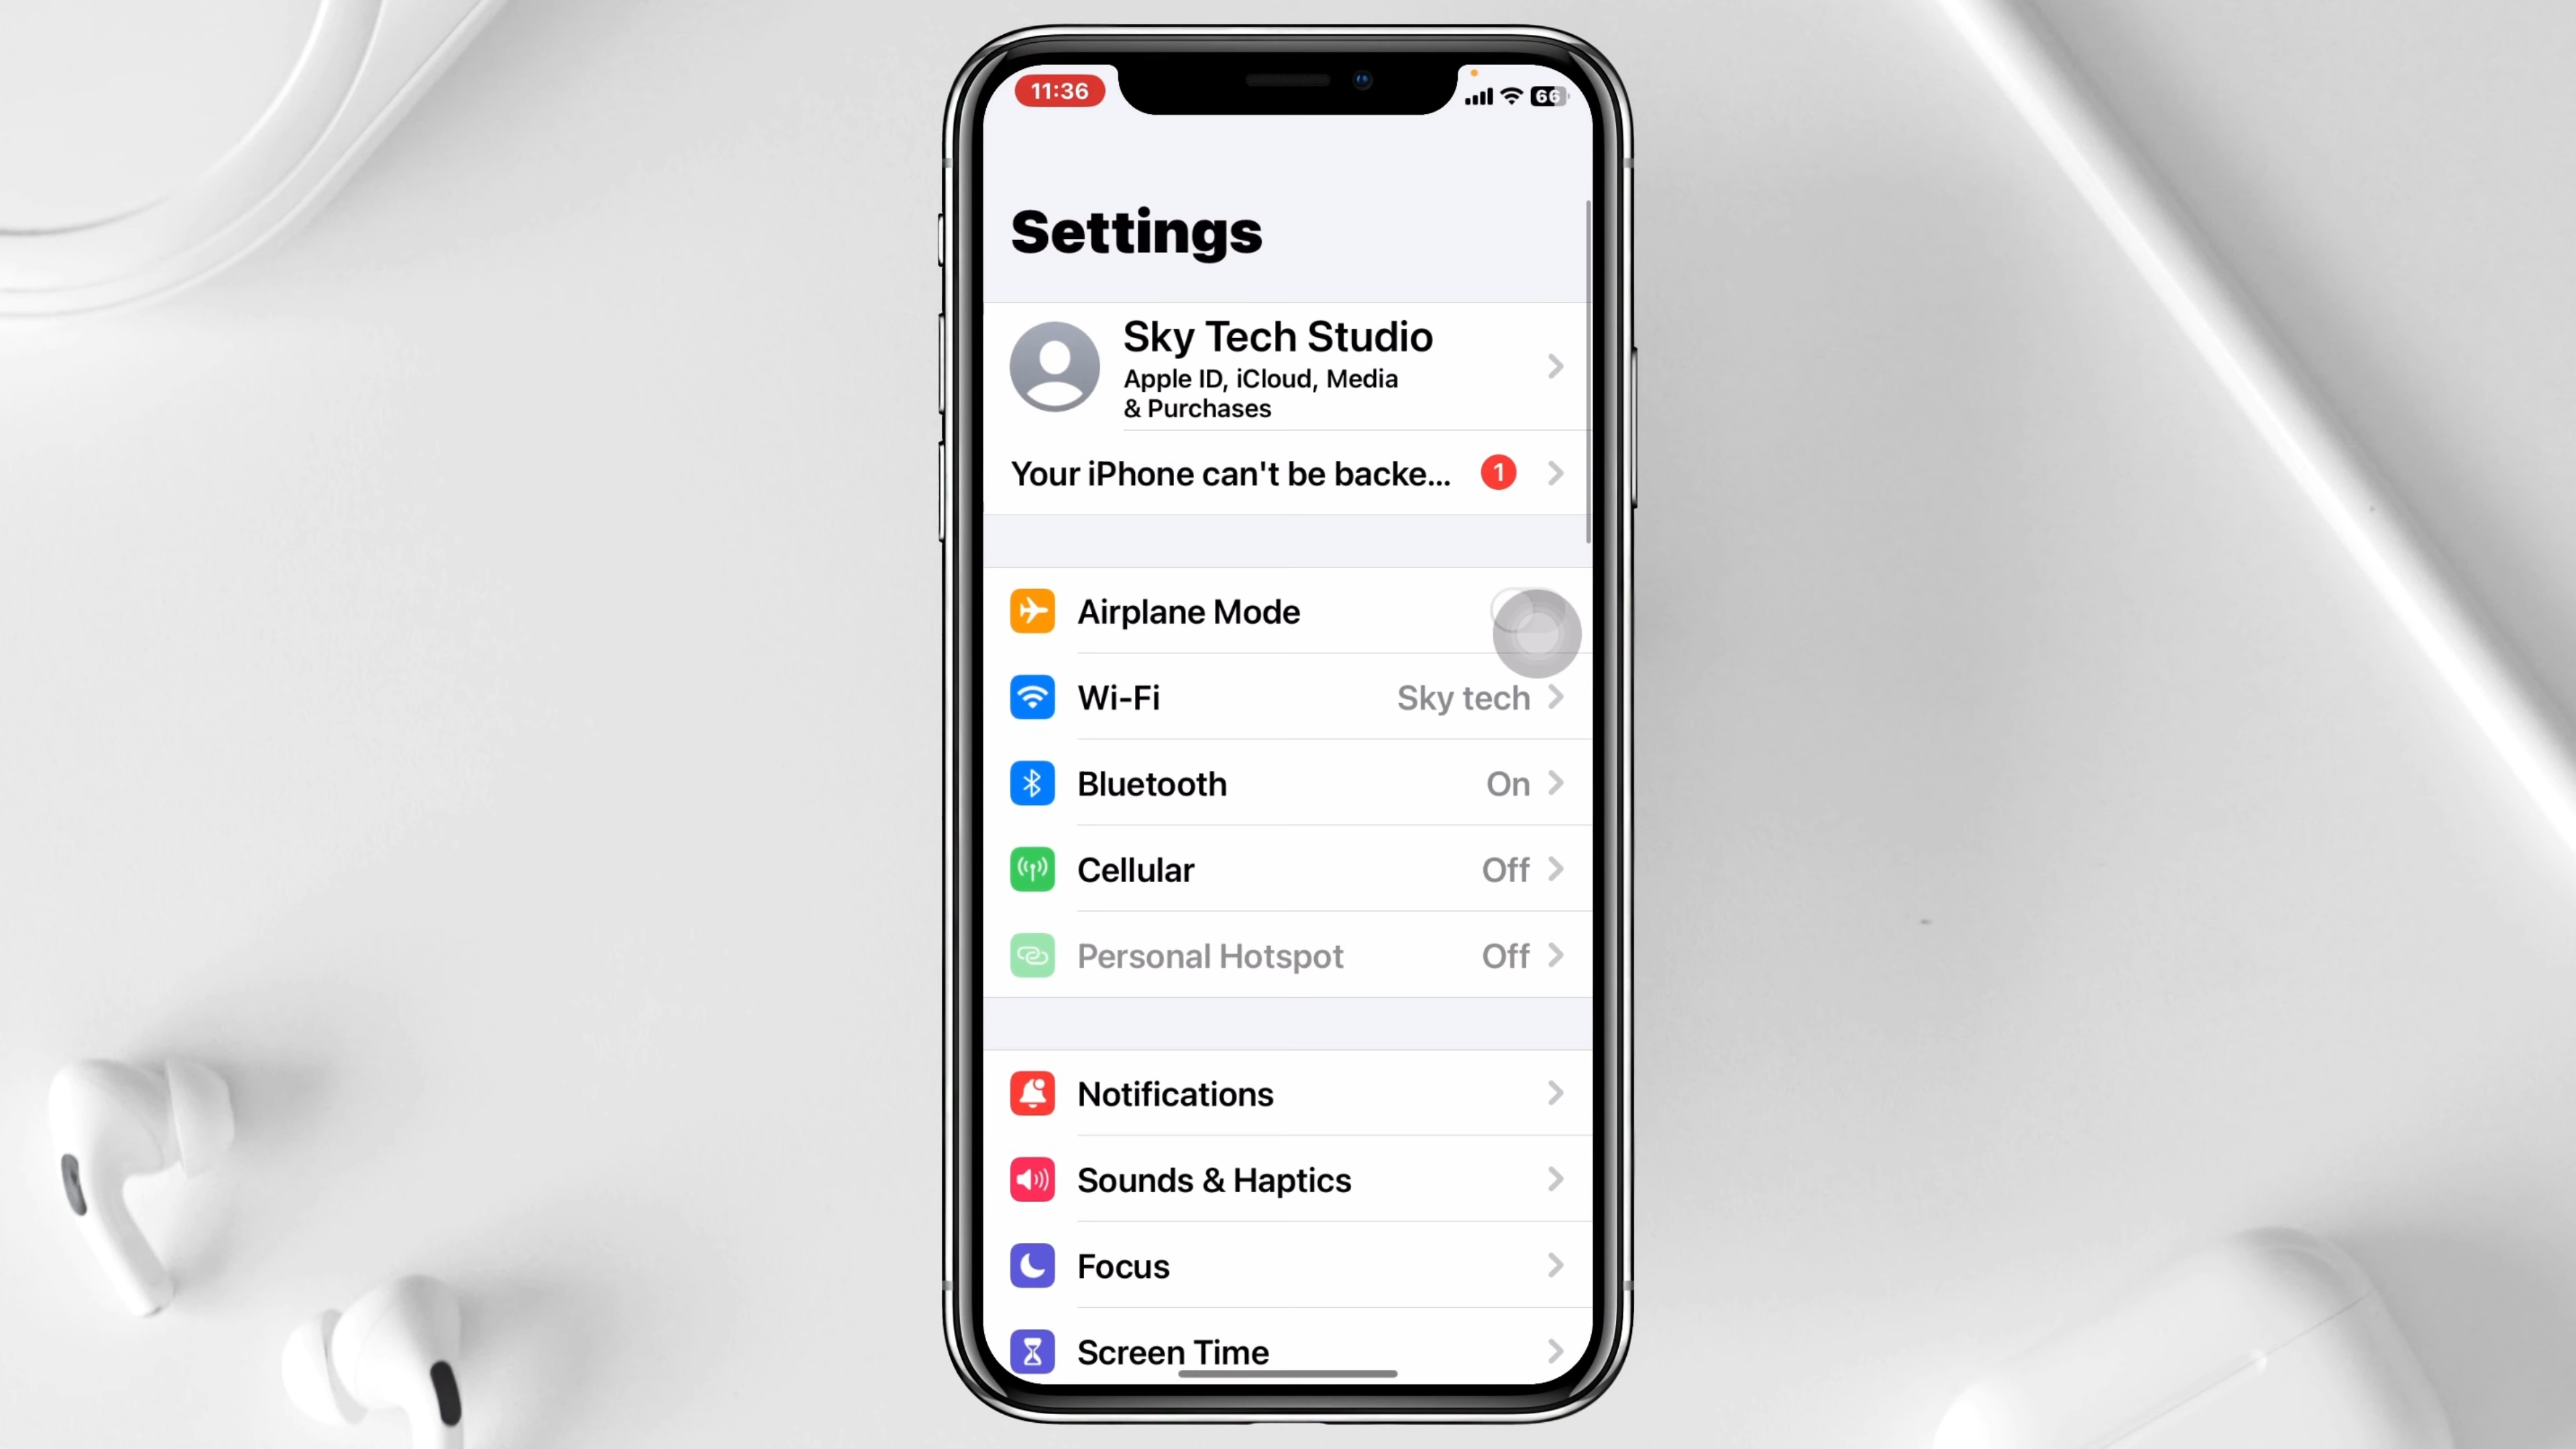 11:36
66
Settings
Sky Tech Studio
Apple ID, iCloud, Media
& Purchases
Your iPhone can't be backe... 1
Airplane Mode
Wi-Fi Sky tech
Bluetooth On
Cellular Off
Personal Hotspot Off
Notifications
Sounds & Haptics
Focus
Screen Time